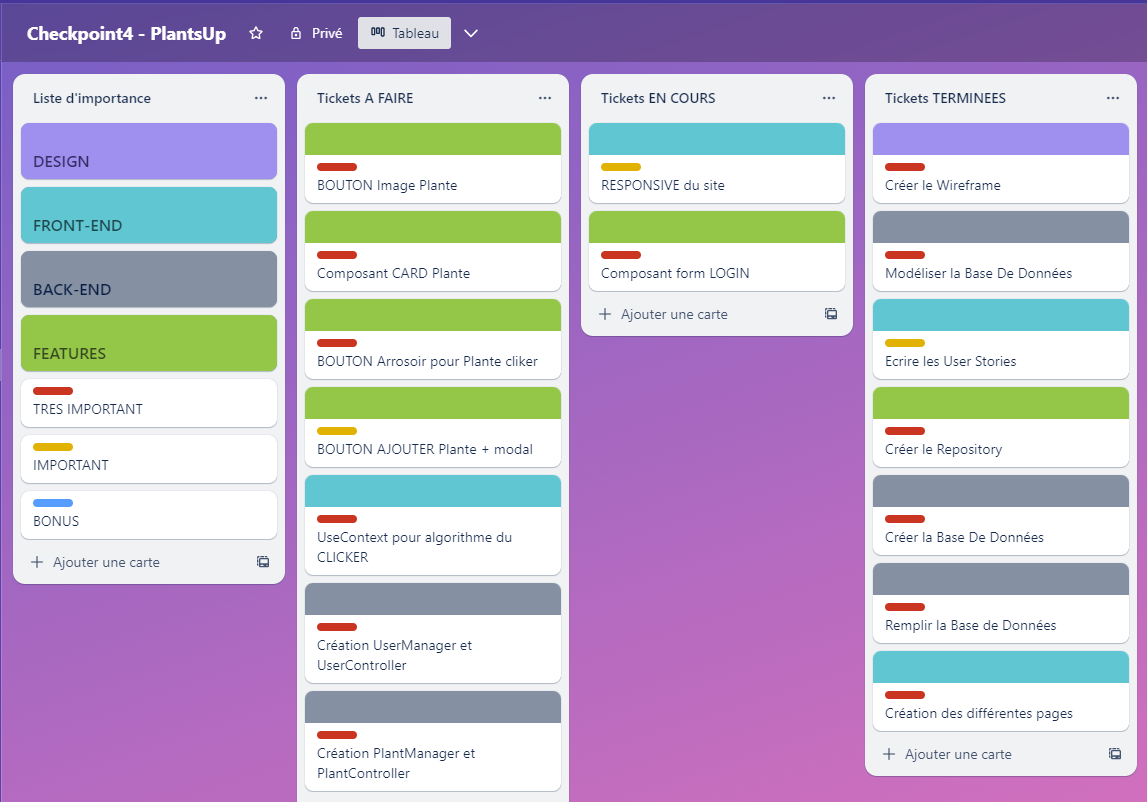 Checkpoint4 - PlantsUp
Privé
Tableau
Liste d'importance
DESIGN
FRONT-END
BACK-END
FEATURES
TRES IMPORTANT
IMPORTANT
BONUS
Ajouter une carte
Tickets A FAIRE
BOUTON Image Plante
Composant CARD Plante
BOUTON Arrosoir pour Plante cliker
BOUTON AJOUTER Plante + modal
UseContext pour algorithme du
CLICKER
Création UserManager et
UserController
Création PlantManager et
PlantController
Tickets EN COURS
RESPONSIVE du site
Composant form LOGIN
Ajouter une carte
Tickets TERMINEES
Créer le Wireframe
Modéliser la Base De Données
Ecrire les User Stories
Créer le Repository
Créer la Base De Données
Remplir la Base de Données
Création des différentes pages
Ajouter une carte